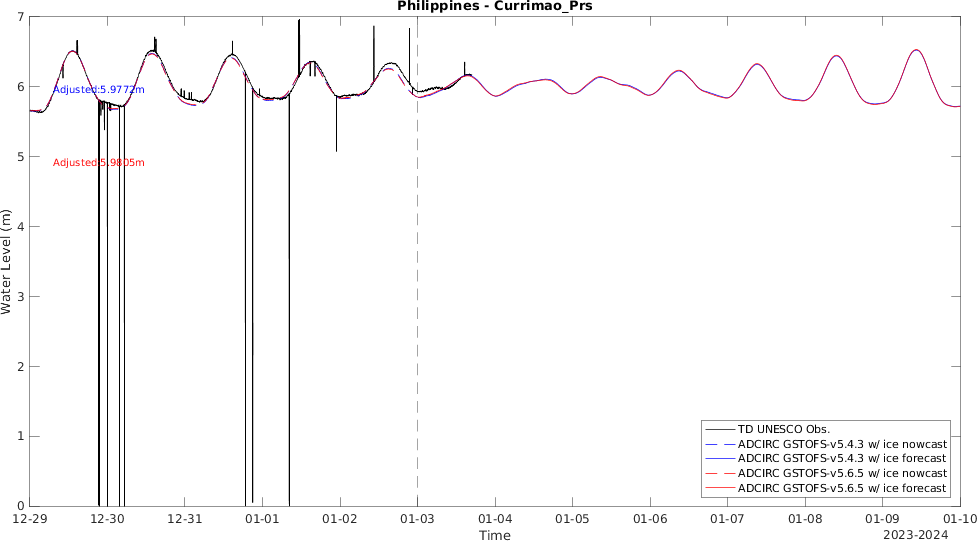 Philippines - Currimao_Prs
7
6
5
4
3
2
1
0
Water Level (m)
Adjusted:5.9772m
Adjusted:5.9805m
TD UNESCO Obs.
ADCIRC GSTOFS-v5.4.3 w/ ice nowcast
ADCIRC GSTOFS-v5.4.3 w/ ice forecast
ADCIRC GSTOFS-v5.6.5 w/ ice nowcast
ADCIRC GSTOFS-v5.6.5 w/ ice forecast
12-29 12-30 12-31 01-01 01-02 01-03 01-04 01-05 01-06 01-07 01-08 01-09 01-10
Time
2023-2024